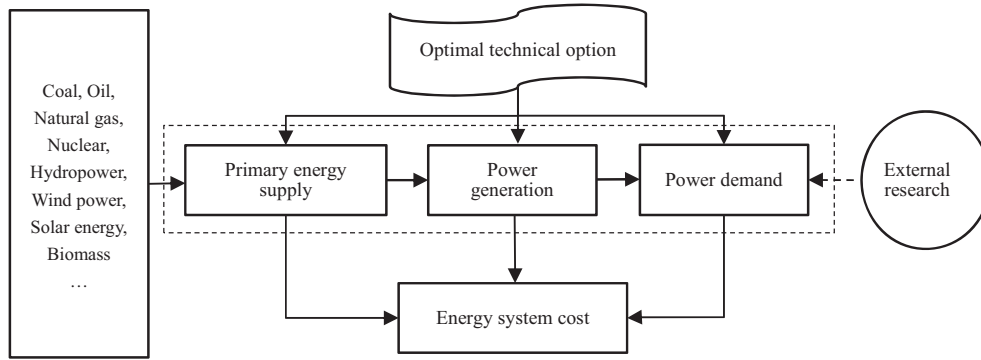 Optimal technical option
Coal, Oil,
Natural gas,
Nuclear,
Hydropower,
Wind power,
Solar energy,
Biomass
…
Primary energy
supply
Power
generation
Power demand
External
research
Energy system cost